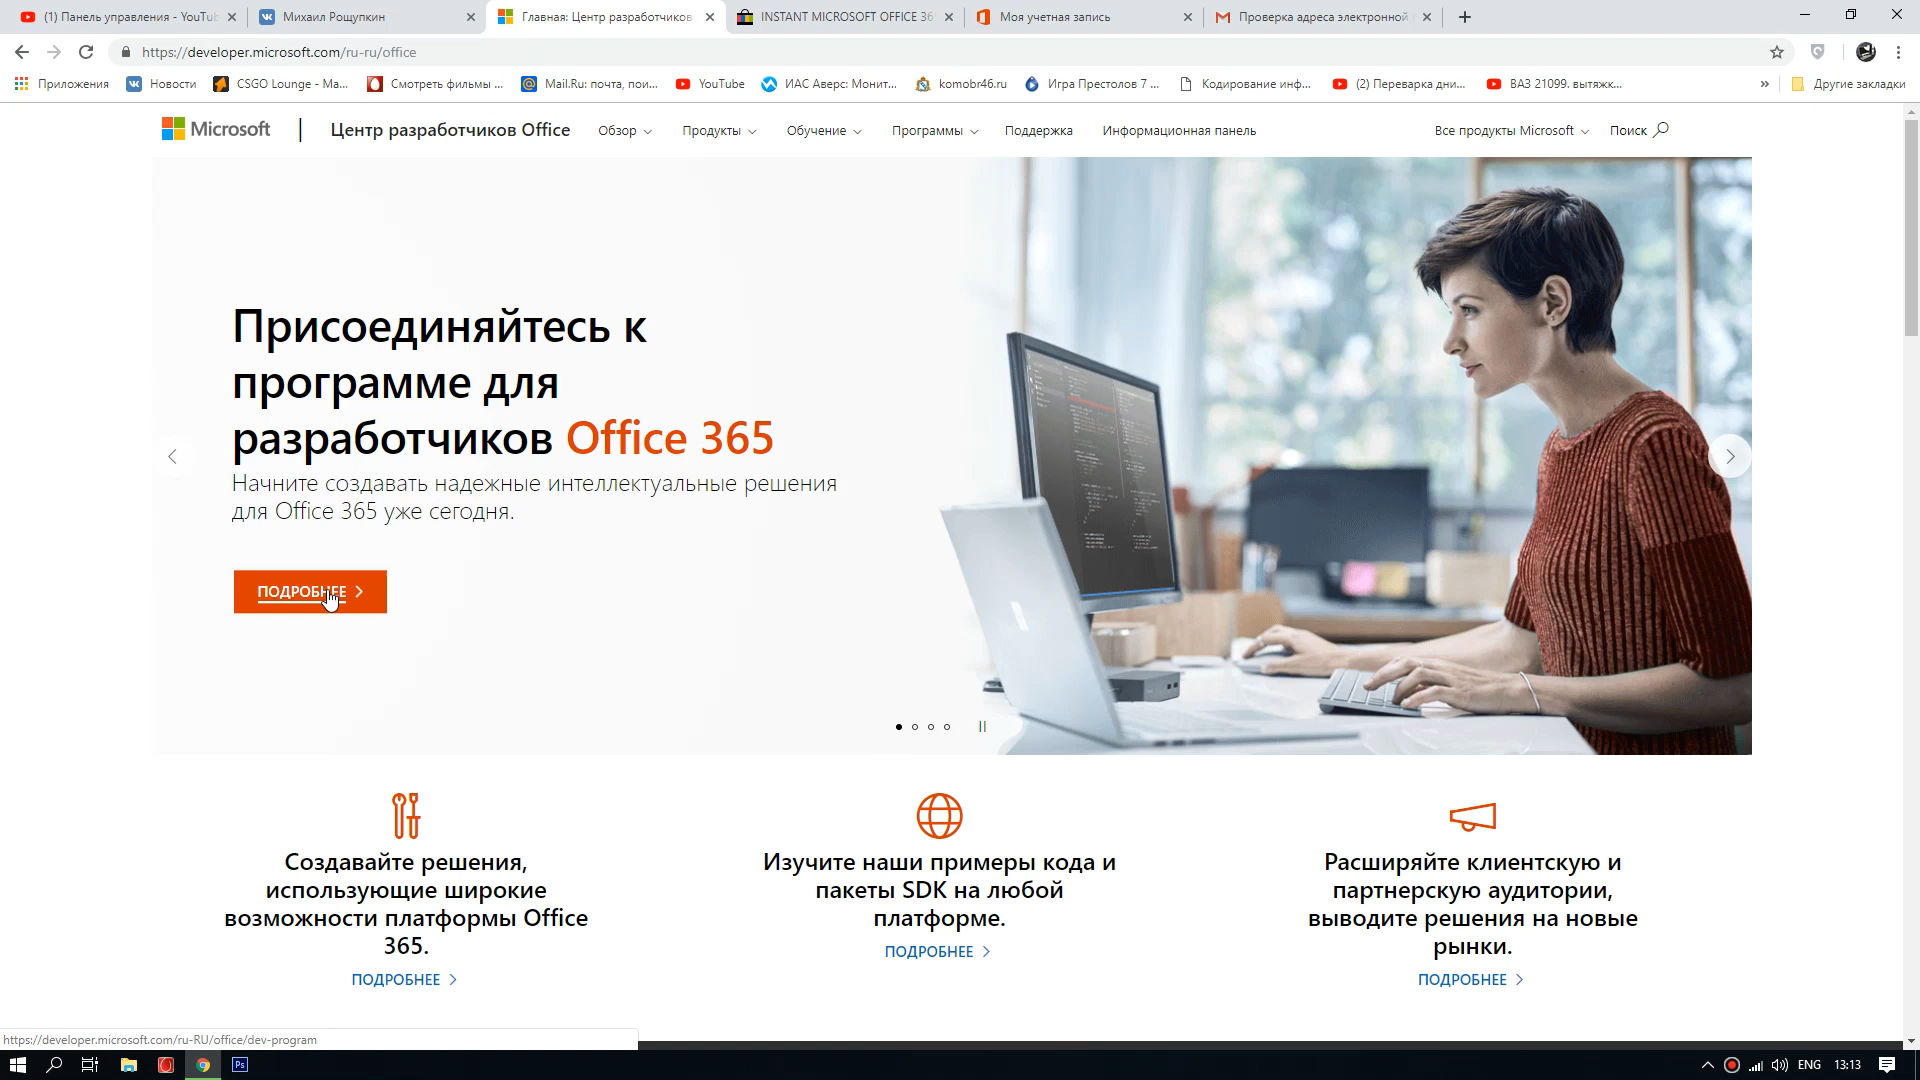 (1) Панель управления - YouTub
Михаил Рощупкин
Главная: Центр разработчиков
INSTANT MICROSOFT OFFICE 36
Моя учетная запись
Проверка адреса электронной
https://developer.microsoft.com/ru-ru/office
Приложения
Новости
CSGO Lounge - Ma...
Смотреть фильмы ...
Mail.Ru: почта, пои...
YouTube
ИАС Аверс: Монит...
komobr46.ru
Игра Престолов 7 ...
Кодирование инф...
(2) Переварка дни...
ВАЗ 21099. вытяжк...
»
Другие закладки
Microsoft
Центр разработчиков Office
Обзор
Продукты
Обучение
Программы
Поддержка
Информационная панель
Все продукты Microsoft
Поиск
Присоединяйтесь к
программе для
разработчиков Office 365
Начните создавать надежные интеллектуальные решения
для Office 365 уже сегодня.
ПОДРОБНЕЕ
Создавайте решения,
использующие широкие
возможности платформы Office
365.
ПОДРОБНЕЕ
Изучите наши примеры кода и
пакеты SDK на любой
платформе.
ПОДРОБНЕЕ
Расширяйте клиентскую и
партнерскую аудитории,
выводите решения на новые
рынки.
ПОДРОБНЕЕ
https://developer.microsoft.com/ru-RU/office/dev-program
Ps
ENG
13:13